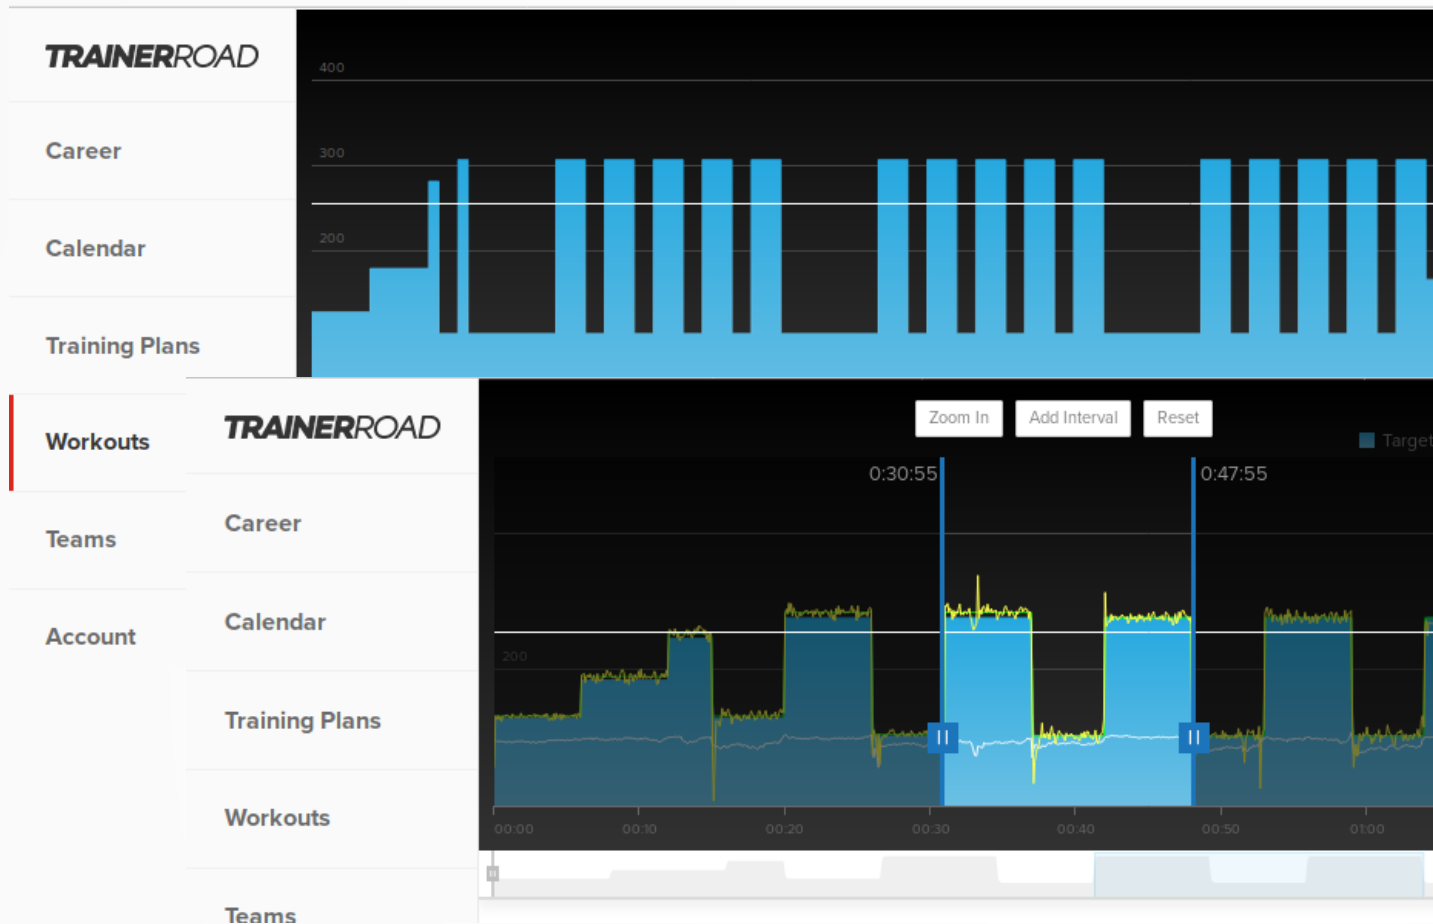 TRAINERROAD
Career
Calendar
Training Plans
Workouts
Teams
Account
400
300
200
TRAINERROAD
Career
Calendar
Training Plans
Workouts
Teams
Zoom In
Add Interval
Reset
Target
0:30:55
0:47:55
200
00:00
00:10
00:20
00:30
00:40
00:50
01:00